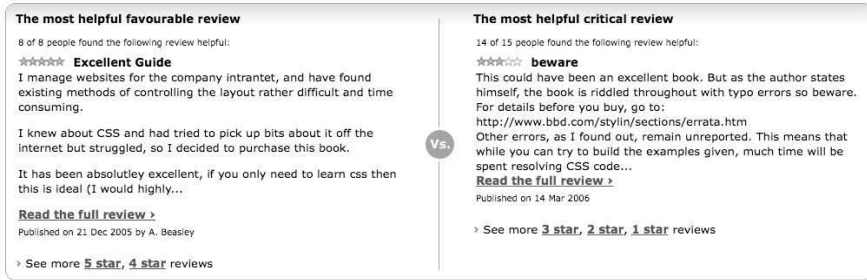 The most helpful favourable review
8 of 8 people found the following review helpful:
Excellent Guide
I manage websites for the company intrantet, and have found
existing methods of controlling the layout rather difficult and time
consuming.
I knew about CSS and had tried to pick up bits about it off the
internet but struggled, so I decided to purchase this book.
It has been absolutley excellent, if you only need to learn css then
this is ideal (I would highly...
Read the full review ›
Published on 21 Dec 2005 by A. Beasley
› See more 5 star, 4 star reviews
Vs.
The most helpful critical review
14 of 15 people found the following review helpful:
beware
This could have been an excellent book. But as the author states
himself, the book is riddled throughout with typo errors so beware.
For details before you buy, go to:
http://www.bbd.com/stylin/sections/errata.htm
Other errors, as I found out, remain unreported. This means that
while you can try to build the examples given, much time will be
spent resolving CSS code...
Read the full review ›
Published on 14 Mar 2006
› See more 3 star, 2 star, 1 star reviews